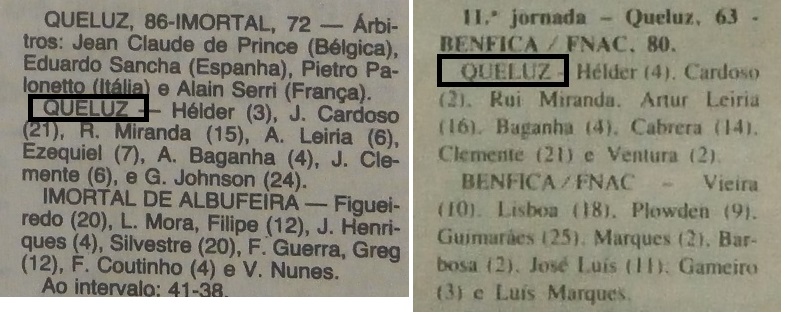 QUELUZ, 86-IMORTAL, 72 — Árbi-
tros: Jean Claude de Prince (Bélgica),
Eduardo Sancha (Espanha), Pietro Pa-
lonetto (Itália) e Alain Serri (França).
QUELUZ — Hélder (3), J. Cardoso
(21), R. Miranda (15), A. Leiria (6),
Ezequiel (7), A. Baganha (4), J. Cle-
mente (6), e G. Johnson (24).
IMORTAL DE ALBUFEIRA — Figuei-
redo (20), L. Mora, Filipe (12), J. Henri-
ques (4), Silvestre (20), F. Guerra, Greg
(12), F. Coutinho (4) e V. Nunes.
Ao intervalo: 41-38.
11.ª jornada – Queluz, 63 -
BENFICA / FNAC, 80.
QUELUZ - Hélder (4), Cardoso
(2), Rui Miranda, Artur Leiria
(16), Baganha (4), Cabrera (14),
Clemente (21) e Ventura (2).
BENFICA / FNAC – Vieira
(10), Lisboa (18), Plowden (9),
Guimarães (25), Marques (2), Bar-
bosa (2), José Luís (11); Gameiro
(3) e Luís Marques.